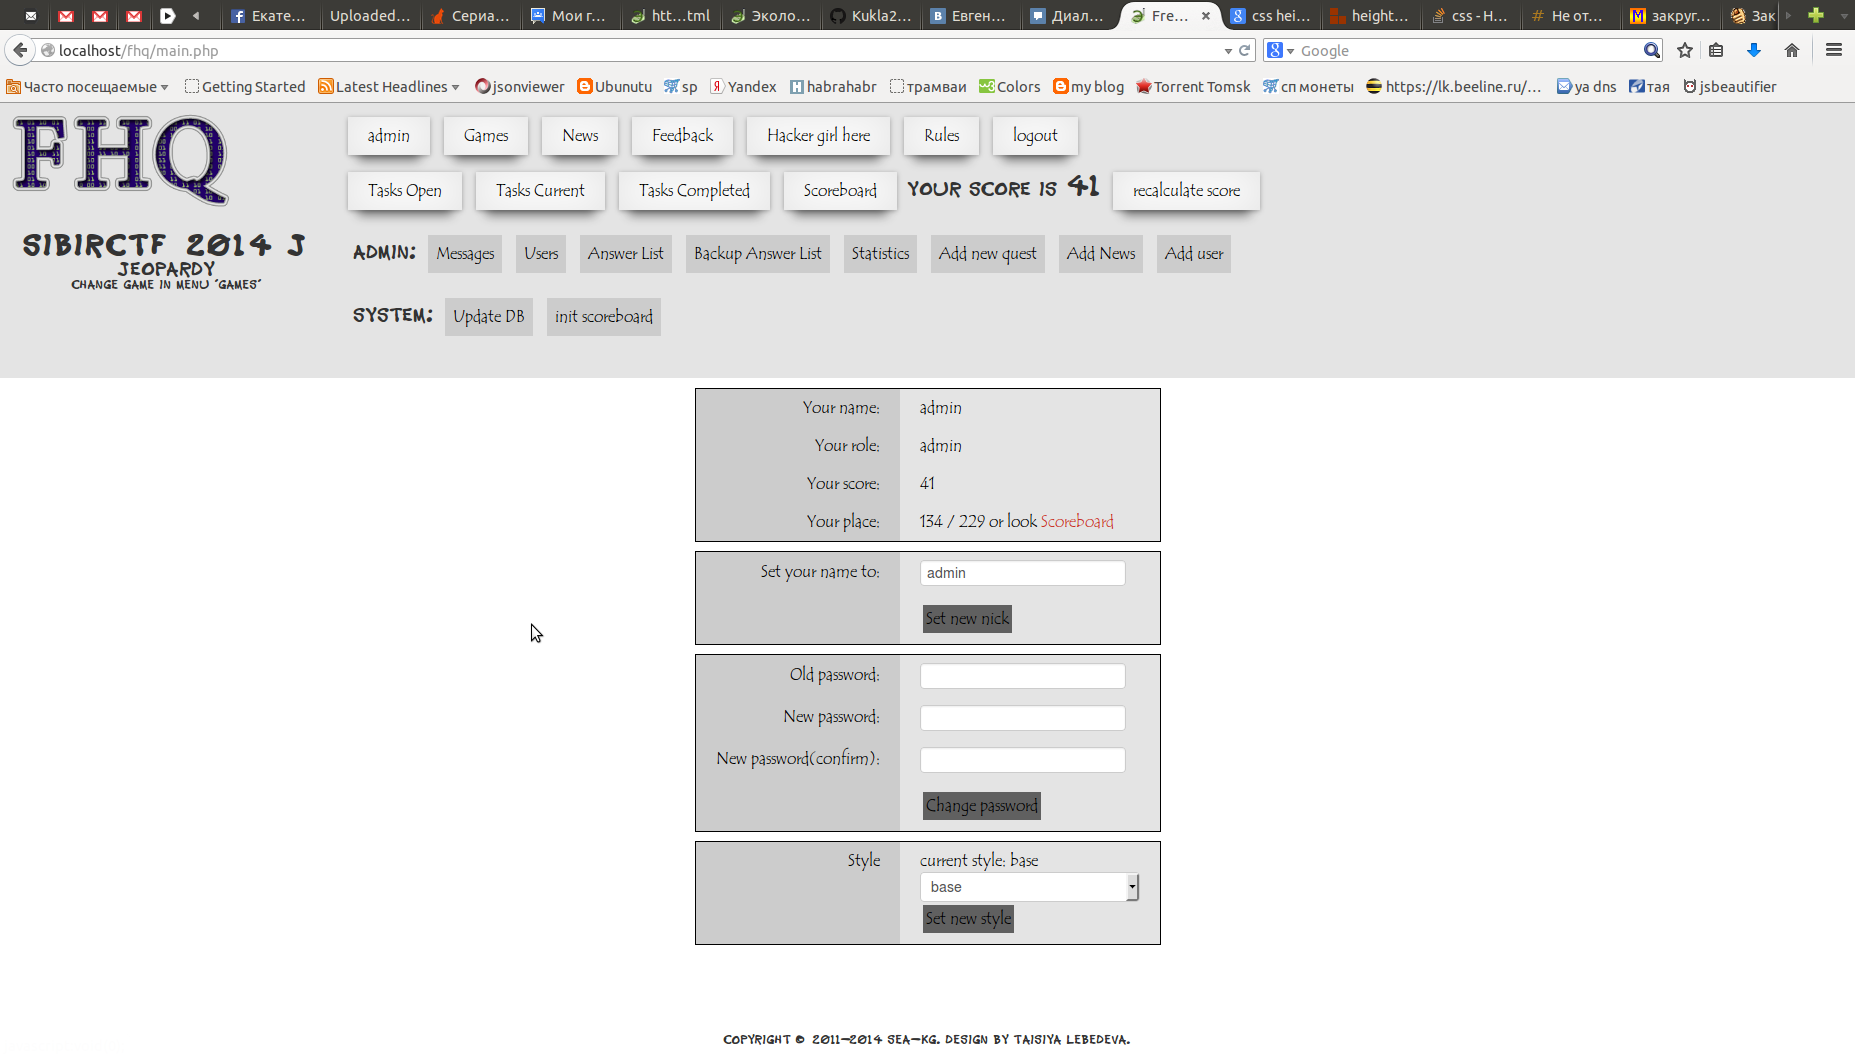 Екате...
Uploaded...
Сериа...
Мои г...
htt...tml
Эколо...
Kukla2...
Евген...
Диал...
Fre...
css hei...
height...
css - H...
Не от...
закруг...
Зак
localhost/fhq/main.php
Google
Часто посещаемые
Getting Started
Latest Headlines
jsonviewer
Ubunutu
sp
Yandex
habrahabr
трамваи
Colors
my blog
Torrent Tomsk
сп монеты
https://lk.beeline.ru/...
ya dns
тая
jsbeautifier
FHQ
SIBIRCTF 2014 J
JEOPARDY
CHANGE GAME IN MENU "GAMES"
admin
Games
News
Feedback
Hacker girl here
Rules
logout
Tasks Open
Tasks Current
Tasks Completed
Scoreboard
YOUR SCORE IS 41
recalculate score
ADMIN:
Messages
Users
Answer List
Backup Answer List
Statistics
Add new quest
Add News
Add user
SYSTEM:
Update DB
init scoreboard
Your name: admin
Your role: admin
Your score: 41
Your place: 134 / 229 or look Scoreboard
Set your name to: admin
Set new nick
Old password:
New password:
New password(confirm):
Change password
Style current style: base
base
Set new style
COPYRIGHT © 2011-2014 SEA-KG. DESIGN BY TAISIYA LEBEDEVA.